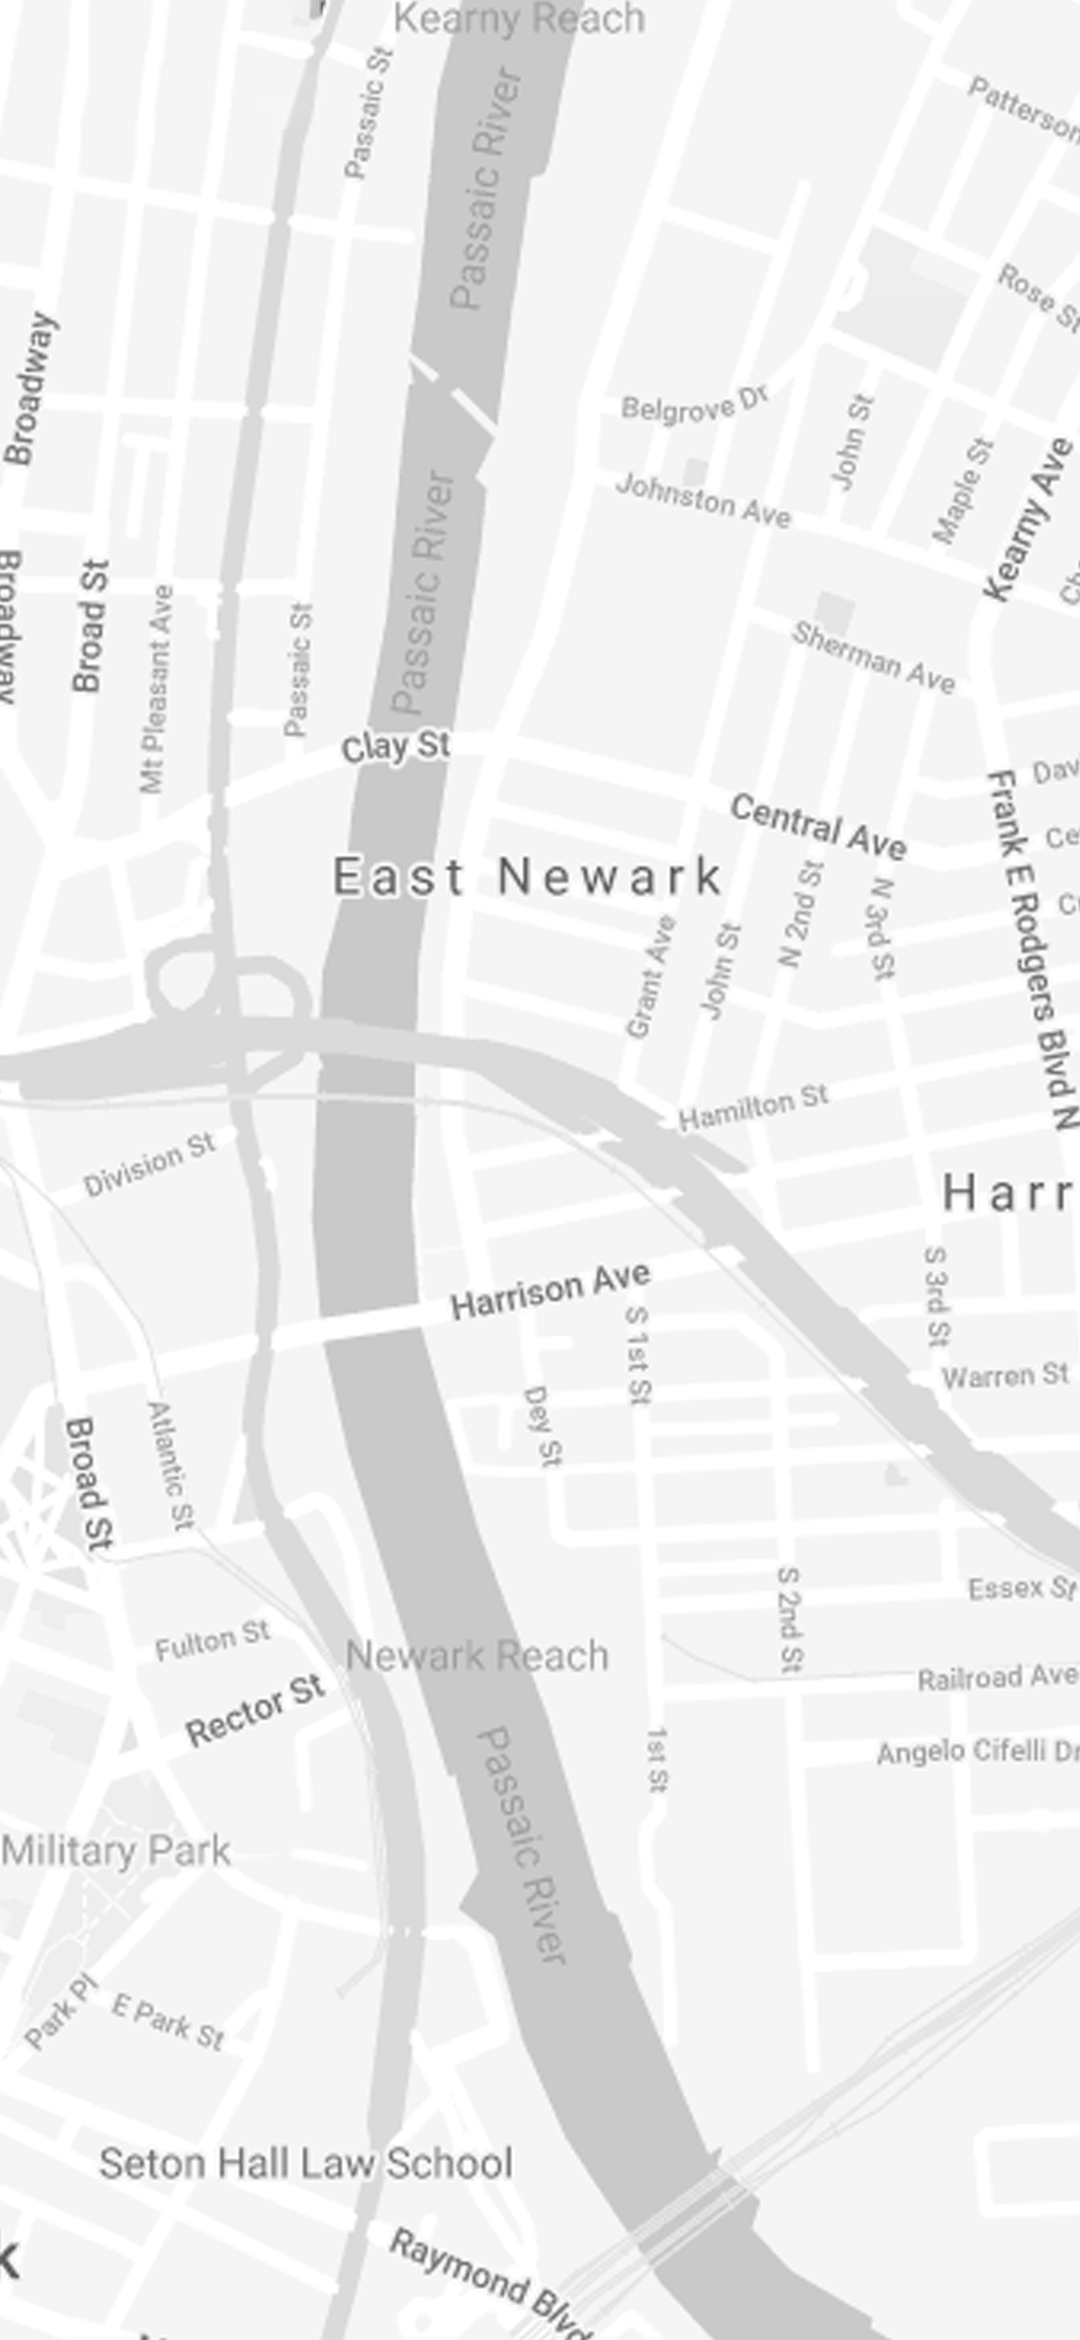 Kearny Reach
Passaic St
Passaic River
Patterson
Rose St
Broadway
Belgrove Dr
John St
Maple St
Kearny Ave
Johnston Ave
Passaic River
Broadway
Broad St
Mt Pleasant Ave
Passaic St
Sherman Ave
Clay St
Central Ave
Frank E Rodgers Blvd N
East Newark
Grant Ave
John St
N 2nd St
N 3rd St
Hamilton St
Division St
Harr
Harrison Ave
S 1st St
S 3rd St
Warren St
Dey St
Atlantic St
Broad St
S 2nd St
Essex St
Fulton St
Newark Reach
Railroad Ave
Rector St
1st St
Angelo Cifelli Dr
Passaic River
Military Park
Park Pl
E Park St
Seton Hall Law School
k
Raymond Blvd